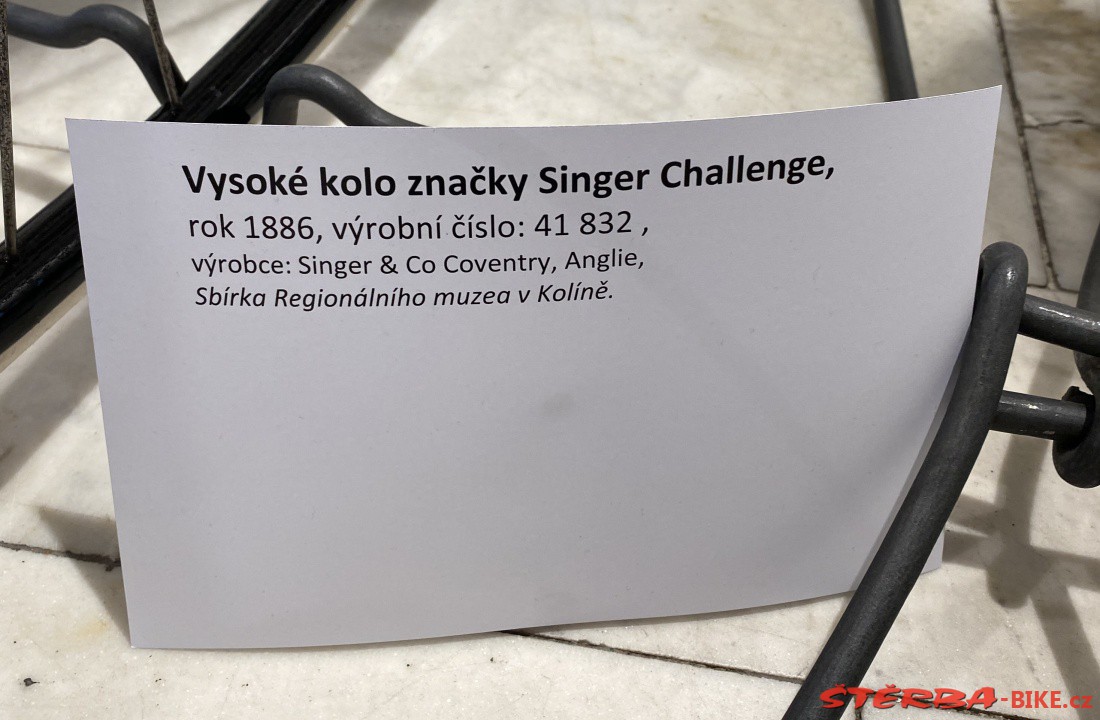 Vysoké kolo značky Singer Challenge,
rok 1886, výrobní číslo: 41 832 ,
výrobce: Singer & Co Coventry, Anglie,
Sbírka Regionálního muzea v Kolíně.
ŠTĚRBA-BIKE.cz